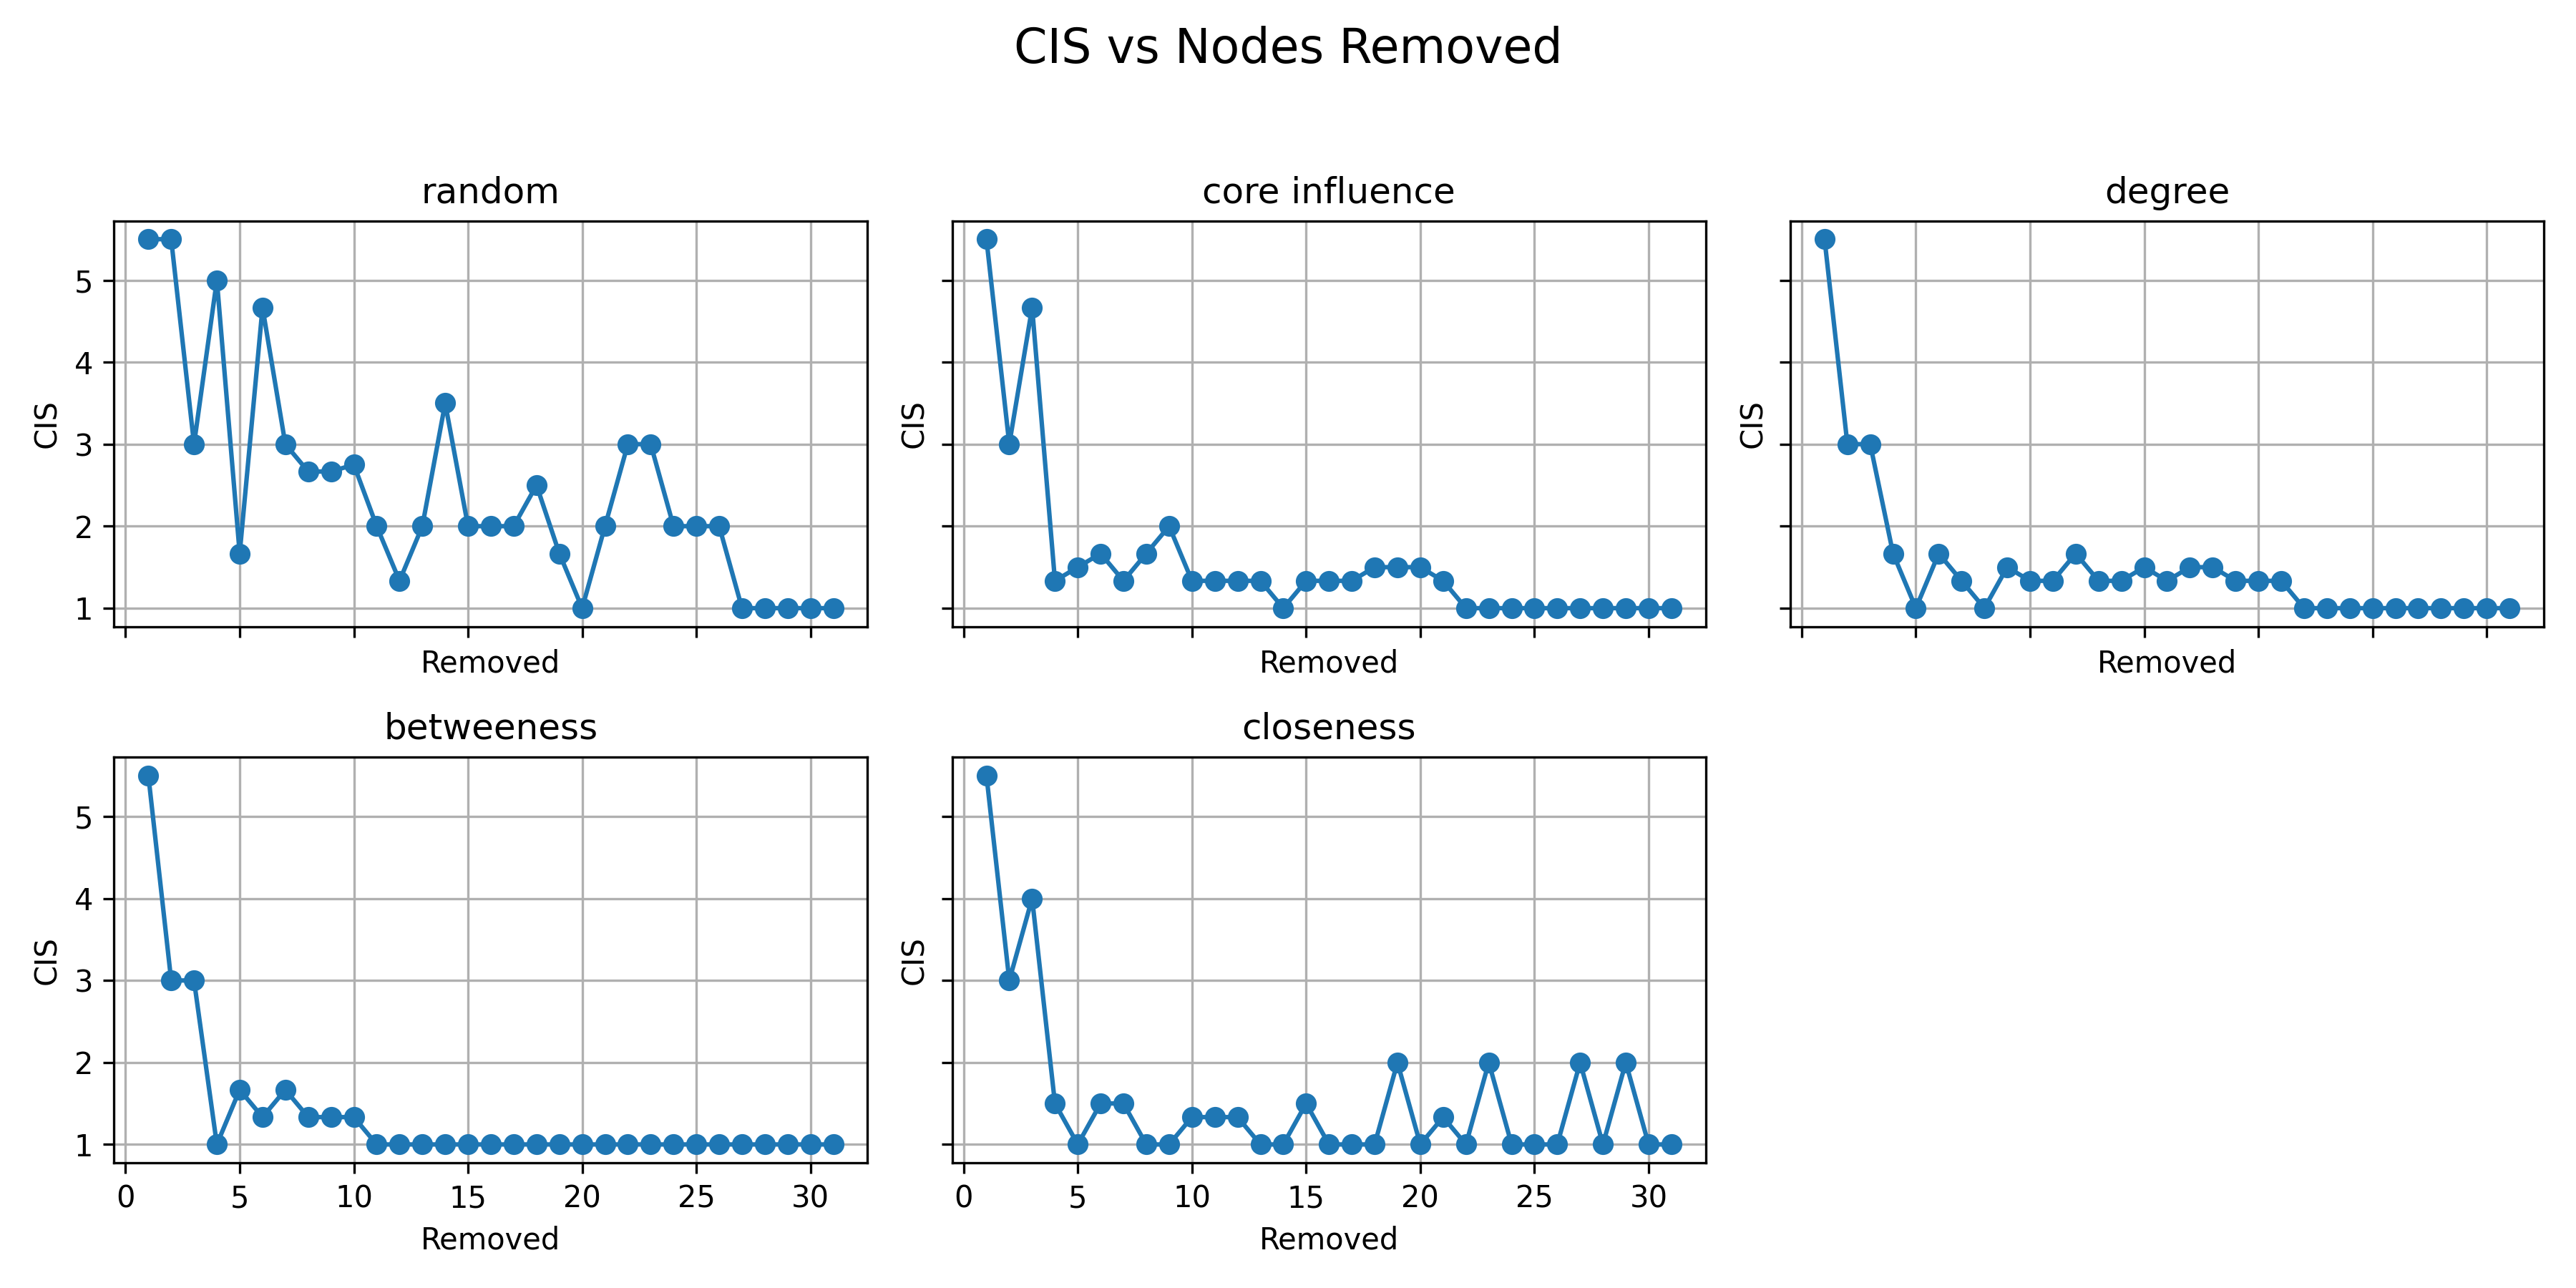 CIS vs Nodes Removed
random
core influence
degree
5
4
3
2
1
CIS
CIS
CIS
Removed
Removed
Removed
betweeness
closeness
5
4
3
2
1
CIS
CIS
0 5 10 15 20 25 30
0 5 10 15 20 25 30
Removed
Removed